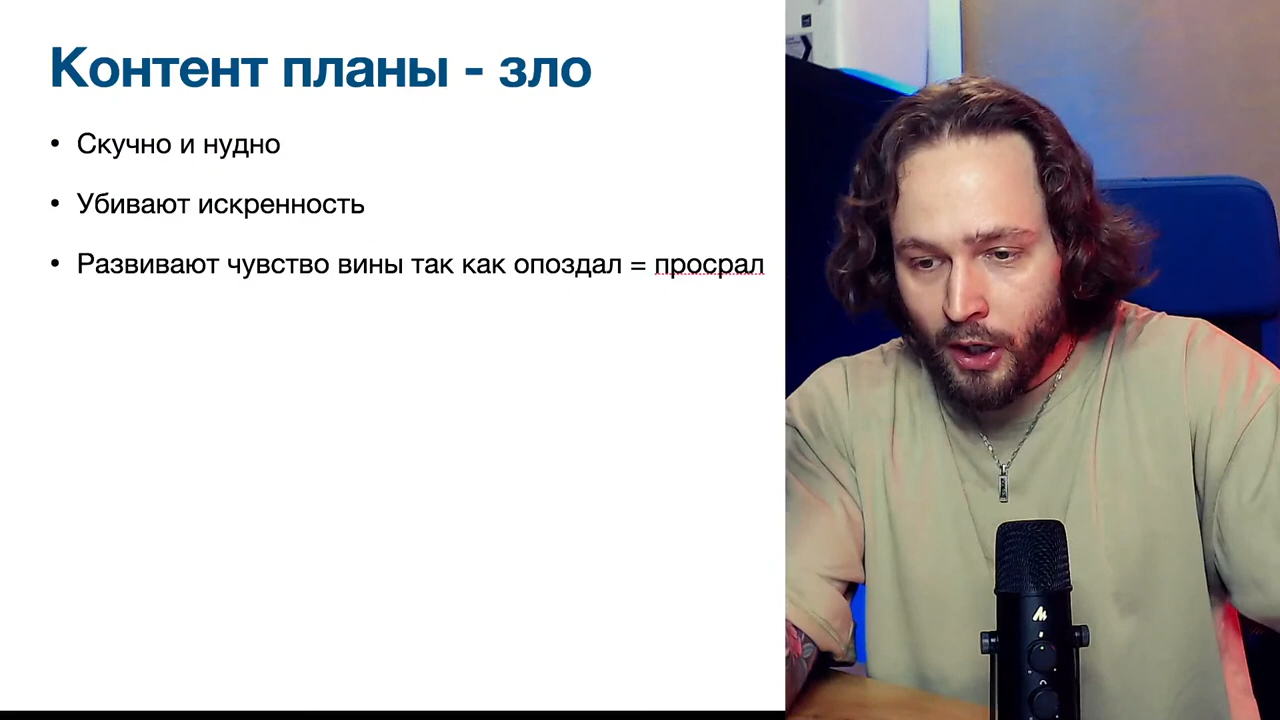 Контент планы - зло
• Скучно и нудно
• Убивают искренность
• Развивают чувство вины так как опоздал = просрал